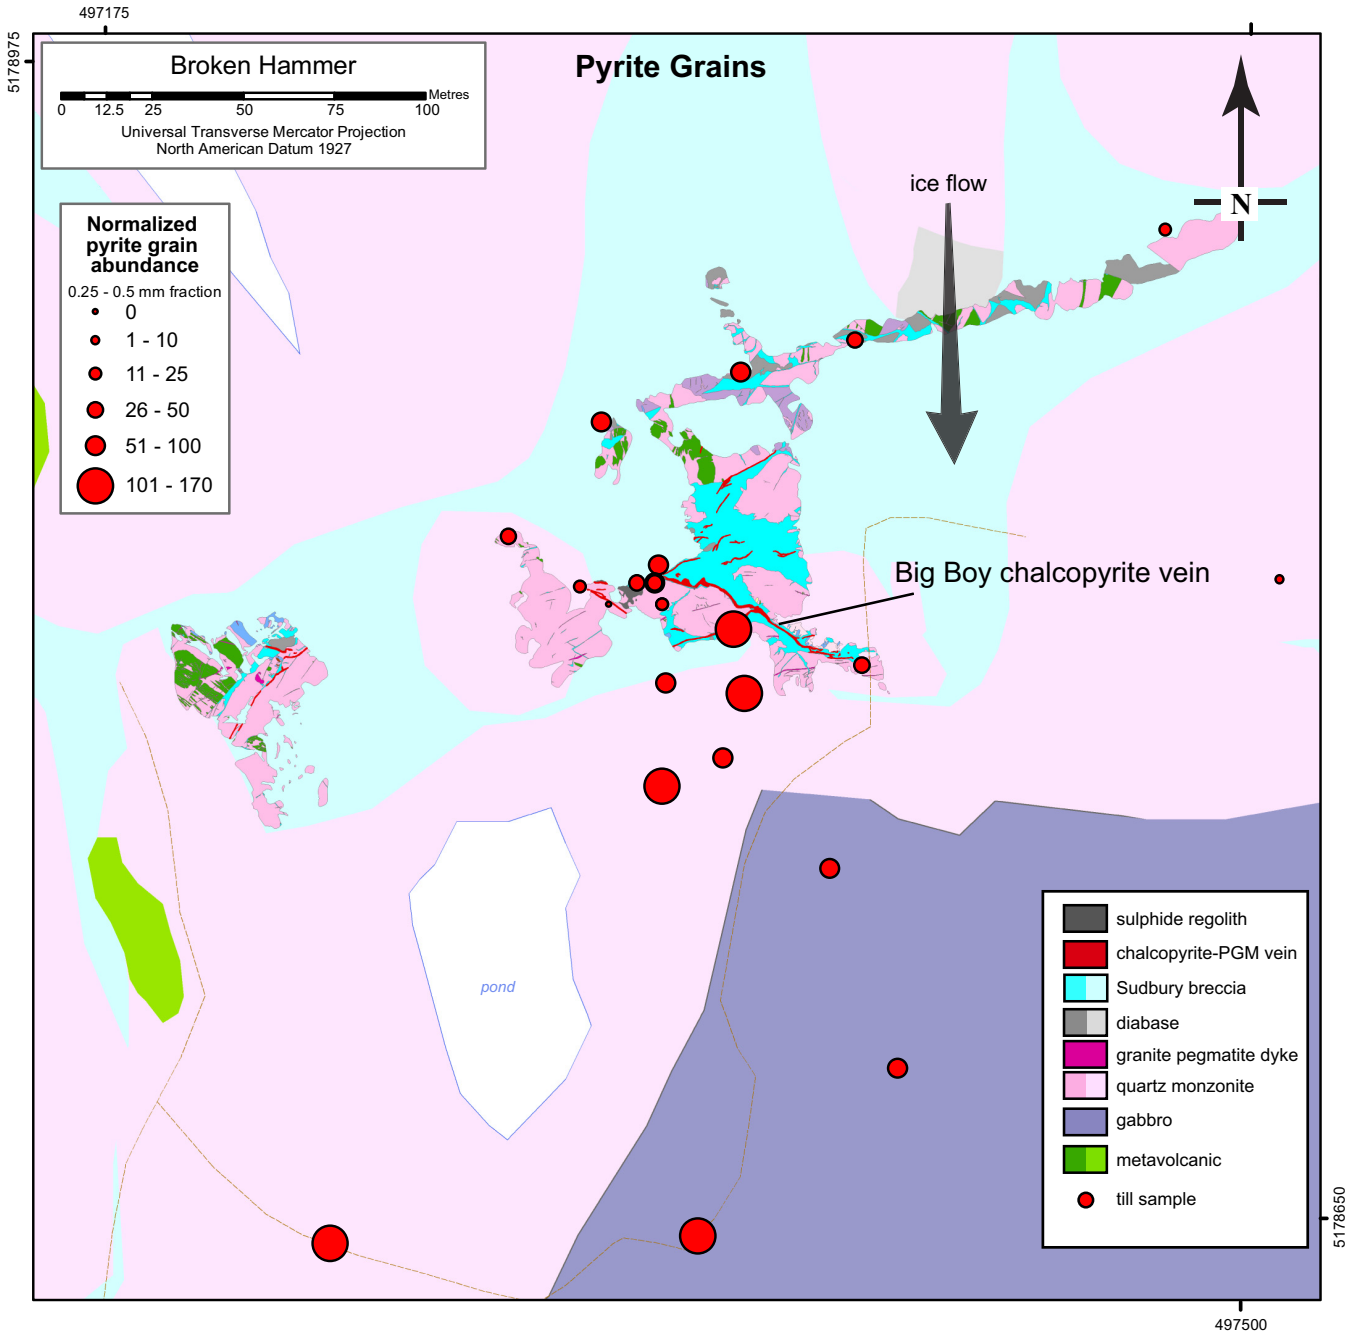 497175
5178975
Broken Hammer
Metres
0 12.5 25 50 75 100
Universal Transverse Mercator Projection
North American Datum 1927
Pyrite Grains
N
ice flow
Normalized
pyrite grain
abundance
0.25 - 0.5 mm fraction
0
1 - 10
11 - 25
26 - 50
51 - 100
101 - 170
Big Boy chalcopyrite vein
pond
sulphide regolith
chalcopyrite-PGM vein
Sudbury breccia
diabase
granite pegmatite dyke
quartz monzonite
gabbro
metavolcanic
till sample
5178650
497500